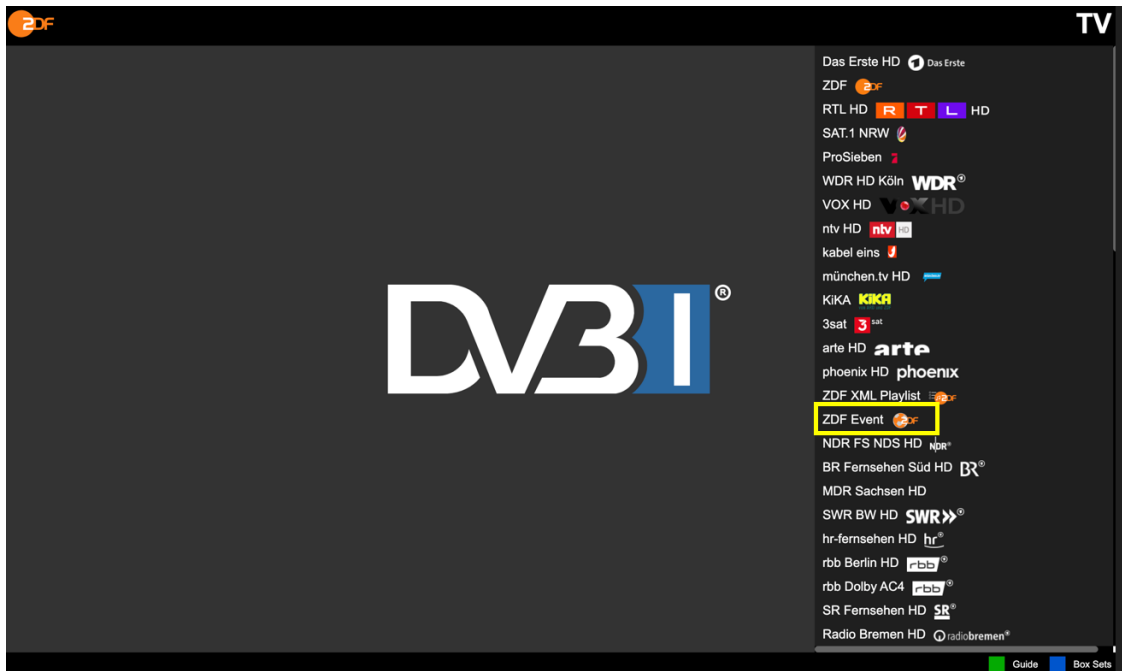 ZDF
TV
DVB I ®
Das Erste HD Das Erste
ZDF ZDF
RTL HD R T L HD
SAT.1 NRW
ProSieben 7
WDR HD Köln WDR
VOX HD VOX HD
ntv HD ntv HD
kabel eins
münchen.tv HD
KiKA KiKA
3sat 3sat
arte HD arte
phoenix HD phoenix
ZDF XML Playlist ZDF
ZDF Event ZDF
NDR FS NDS HD NDR
BR Fernsehen Süd HD BR
MDR Sachsen HD
SWR BW HD SWR
hr-fernsehen HD hr
rbb Berlin HD rbb
rbb Dolby AC4 rbb
SR Fernsehen HD SR
Radio Bremen HD radiobremen
Guide Box Sets